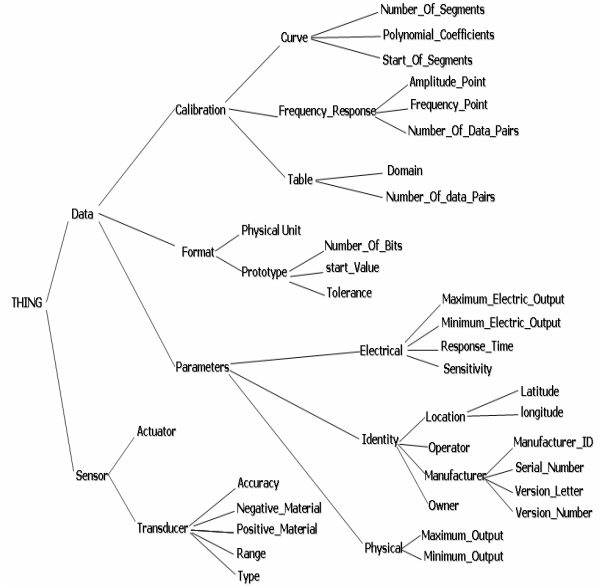 Number_Of_Segments
Curve
Polynomial_Coefficients
Start_Of_Segments
Amplitude_Point
Calibration
Frequency_Response
Frequency_Point
Number_Of_Data_Pairs
Domain
Table
Number_Of_data_Pairs
Data
Physical Unit
Format
Number_Of_Bits
Prototype
start_Value
Tolerance
THING
Maximum_Electric_Output
Minimum_Electric_Output
Electrical
Response_Time
Parameters
Sensitivity
Latitude
Location
longitude
Actuator
Identity
Operator
Manufacturer_ID
Sensor
Manufacturer
Serial_Number
Accuracy
Version_Letter
Negative_Material
Owner
Version_Number
Transducer
Positive_Material
Maximum_Output
Range
Physical
Minimum_Output
Type